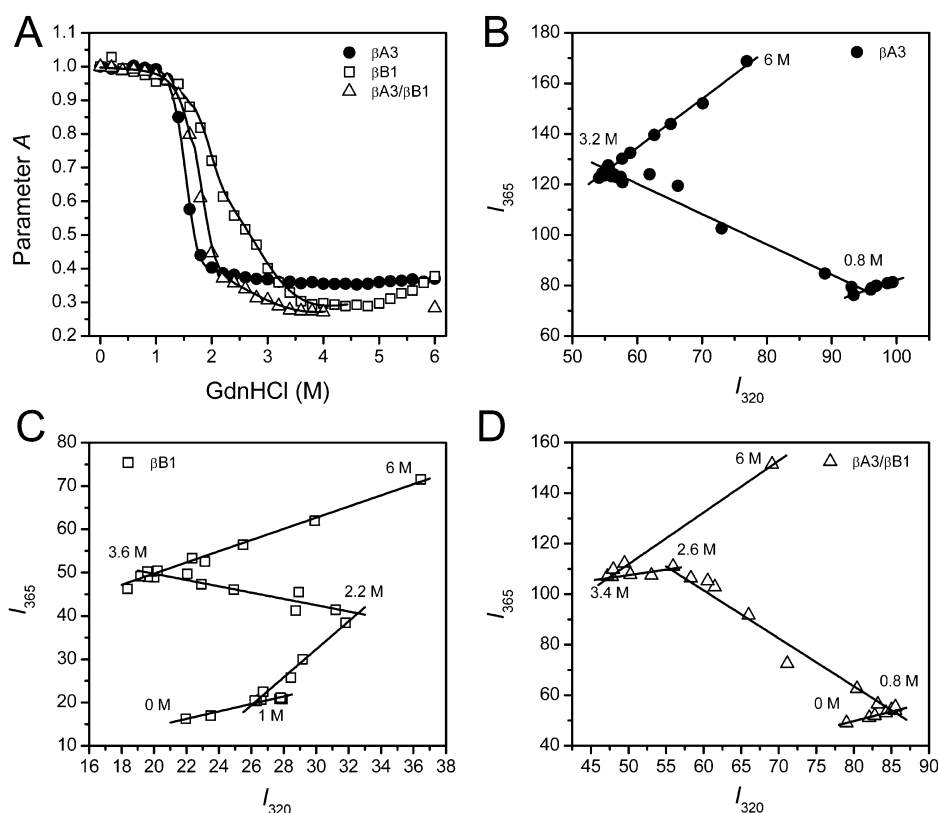 A
1.1
1.0
0.9
0.8
0.7
0.6
0.5
0.4
0.3
0.2
Parameter A
0 1 2 3 4 5 6
GdnHCl (M)
βA3
βB1
βA3/βB1
B
180
160
140
120
100
80
60
I365
50 60 70 80 90 100
I320
6 M
βA3
3.2 M
0.8 M
C
80
70
60
50
40
30
20
10
I365
16 18 20 22 24 26 28 30 32 34 36 38
I320
βB1
6 M
3.6 M
2.2 M
0 M
1 M
D
160
140
120
100
80
60
40
I365
45 50 55 60 65 70 75 80 85 90
I320
6 M
βA3/βB1
2.6 M
3.4 M
0.8 M
0 M